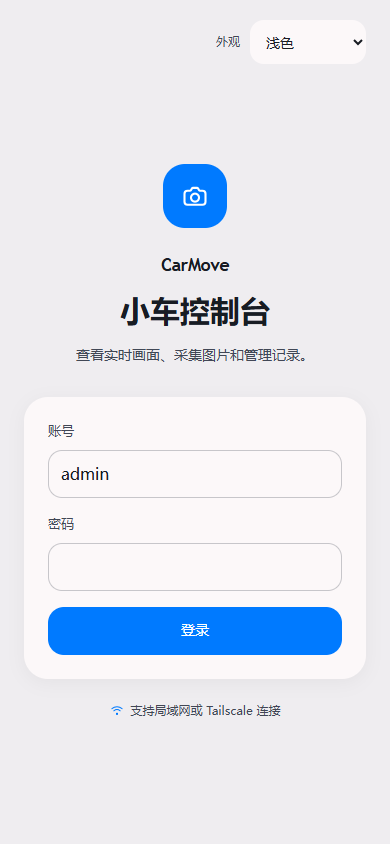 外观 浅色
CarMove
小车控制台
查看实时画面、采集图片和管理记录。
账号
admin
密码
登录
支持局域网或 Tailscale 连接